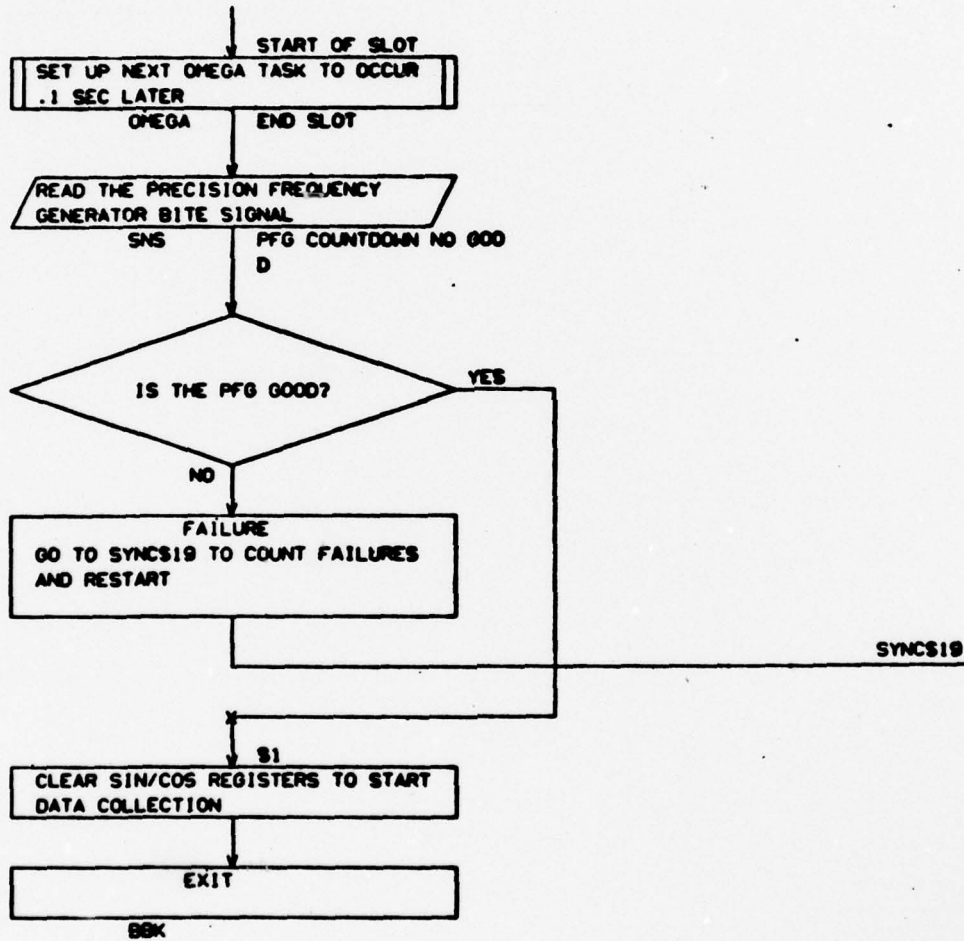 START OF SLOT
SET UP NEXT OMEGA TASK TO OCCUR
.1 SEC LATER
OMEGA END SLOT
READ THE PRECISION FREQUENCY
GENERATOR BITE SIGNAL
SNS PFG COUNTDOWN NO GOO
D
IS THE PFG GOOD?
YES
NO
FAILURE
GO TO SYNC$19 TO COUNT FAILURES
AND RESTART
SYNC$19
$1
CLEAR SIN/COS REGISTERS TO START
DATA COLLECTION
EXIT
BBK